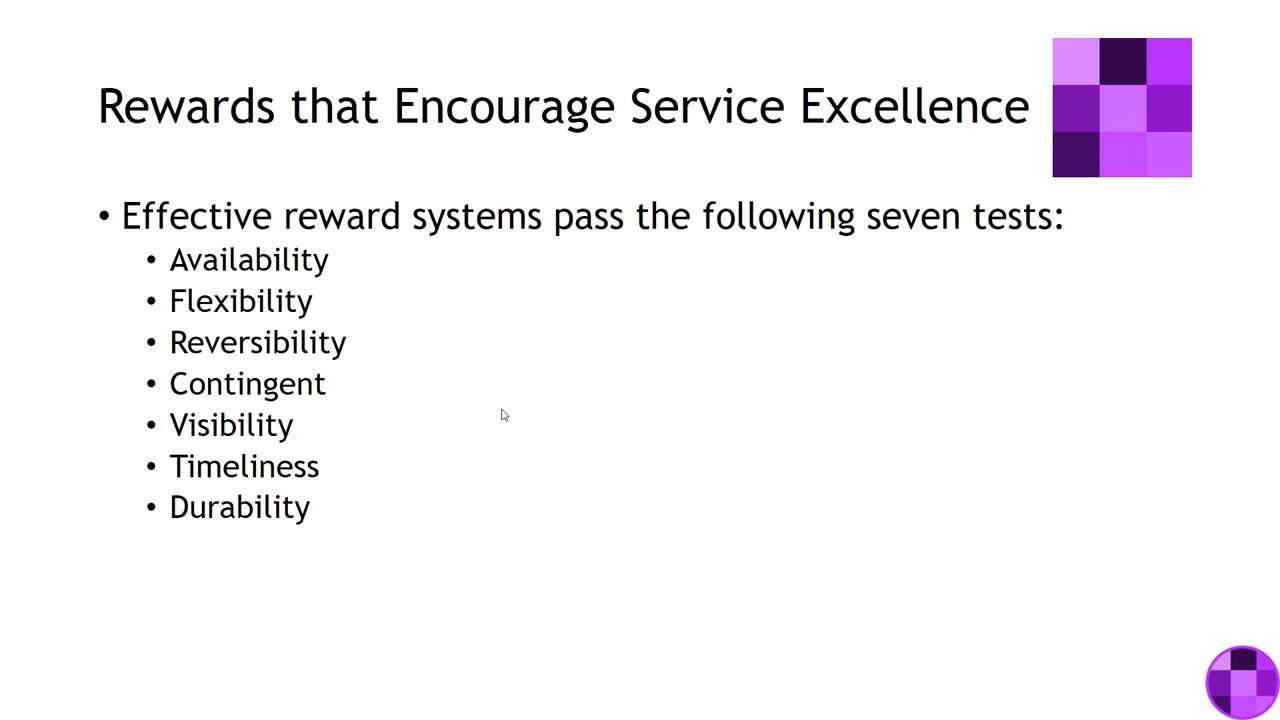 Rewards that Encourage Service Excellence
• Effective reward systems pass the following seven tests:
• Availability
• Flexibility
• Reversibility
• Contingent
• Visibility
• Timeliness
• Durability